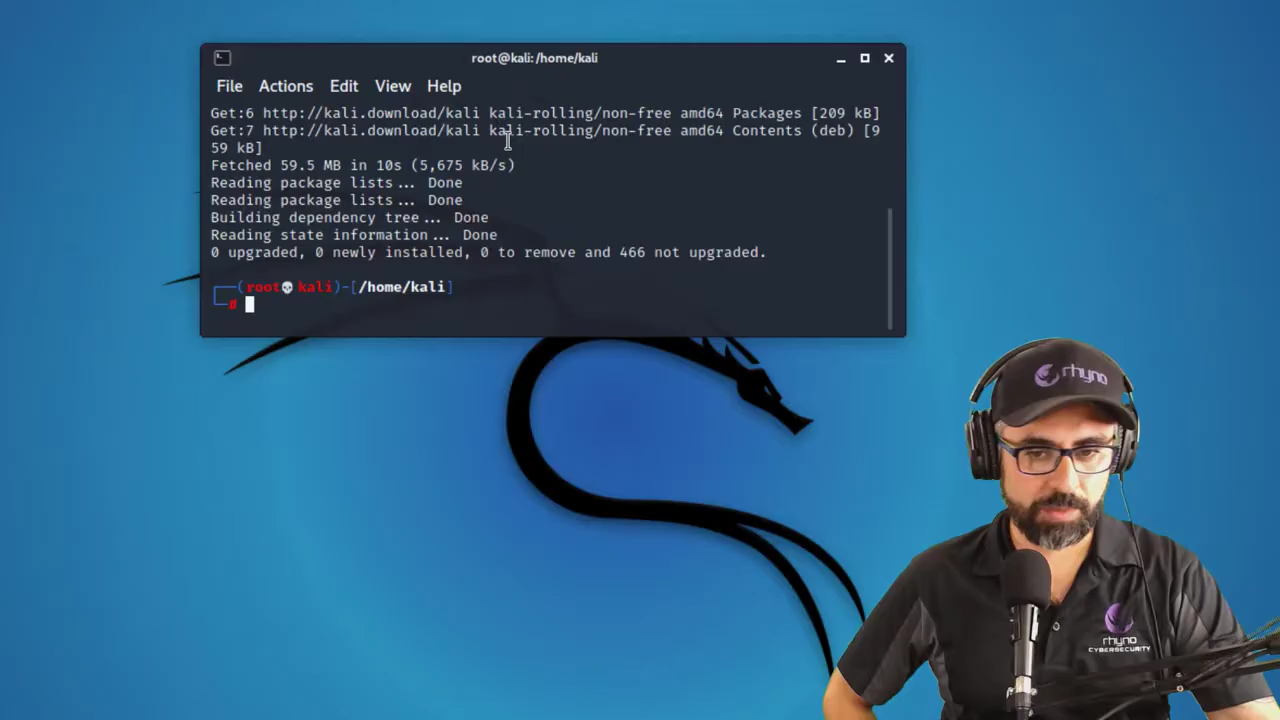 root@kali: /home/kali
File Actions Edit View Help
Get:6 http://kali.download/kali kali-rolling/non-free amd64 Packages [209 kB]
Get:7 http://kali.download/kali kali-rolling/non-free amd64 Contents (deb) [9
59 kB]
Fetched 59.5 MB in 10s (5,675 kB/s)
Reading package lists... Done
Reading package lists... Done
Building dependency tree... Done
Reading state information... Done
0 upgraded, 0 newly installed, 0 to remove and 466 not upgraded.
(root💀kali)-[/home/kali]
#
rhyno
rhyno
CYBERSECURITY